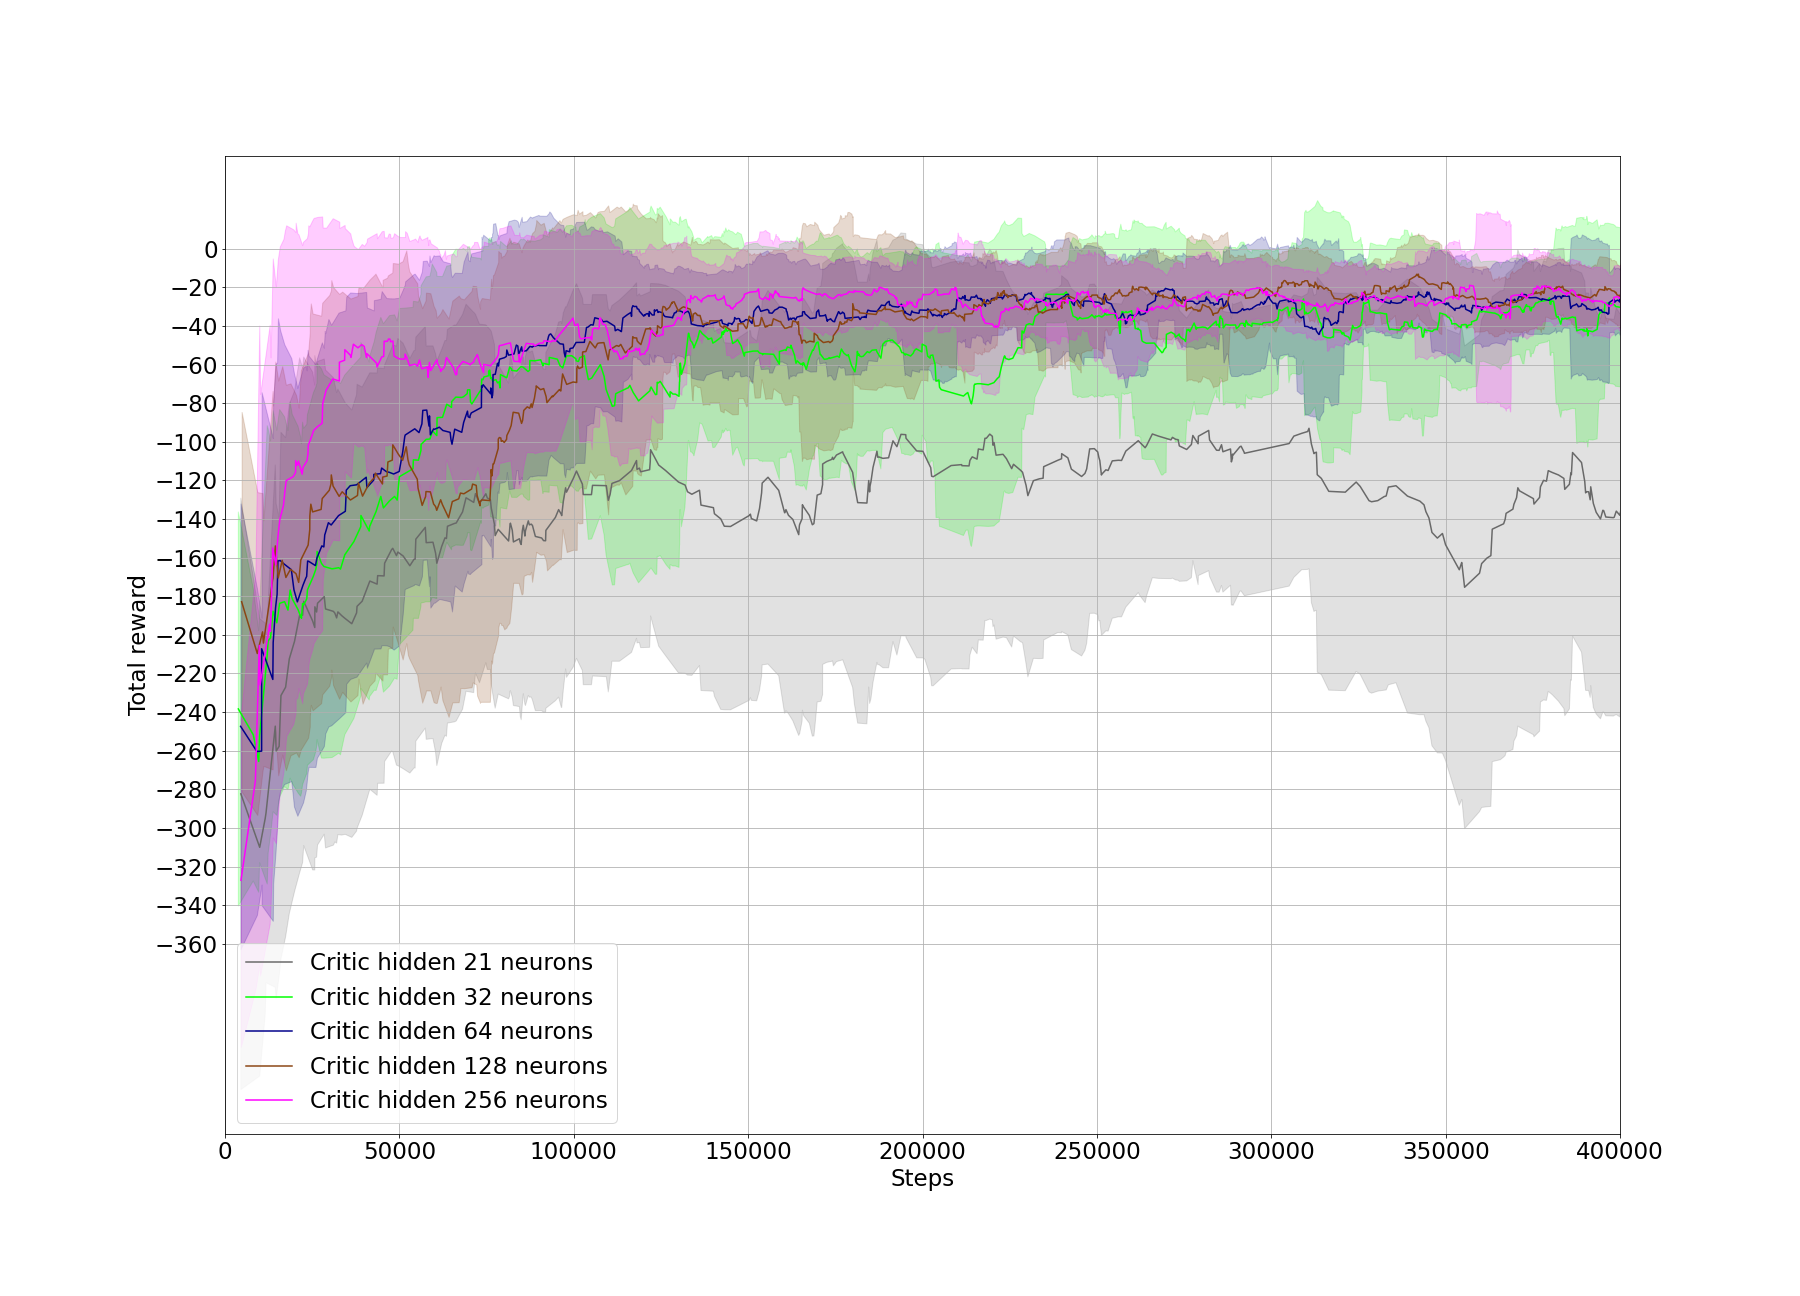 0
−20
−40
−60
−80
−100
−120
−140
−160
−180
−200
−220
−240
−260
−280
−300
−320
−340
−360
Total reward
Critic hidden 21 neurons
Critic hidden 32 neurons
Critic hidden 64 neurons
Critic hidden 128 neurons
Critic hidden 256 neurons
0 50000 100000 150000 200000 250000 300000 350000 400000
Steps